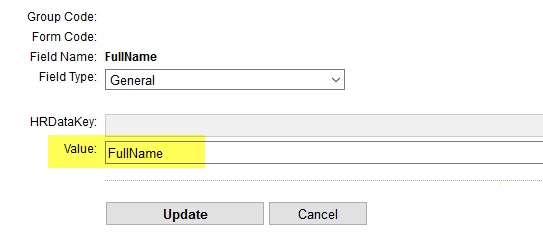 Group Code:
Form Code:
Field Name: FullName
Field Type: General
HRDataKey:
Value: FullName
Update Cancel